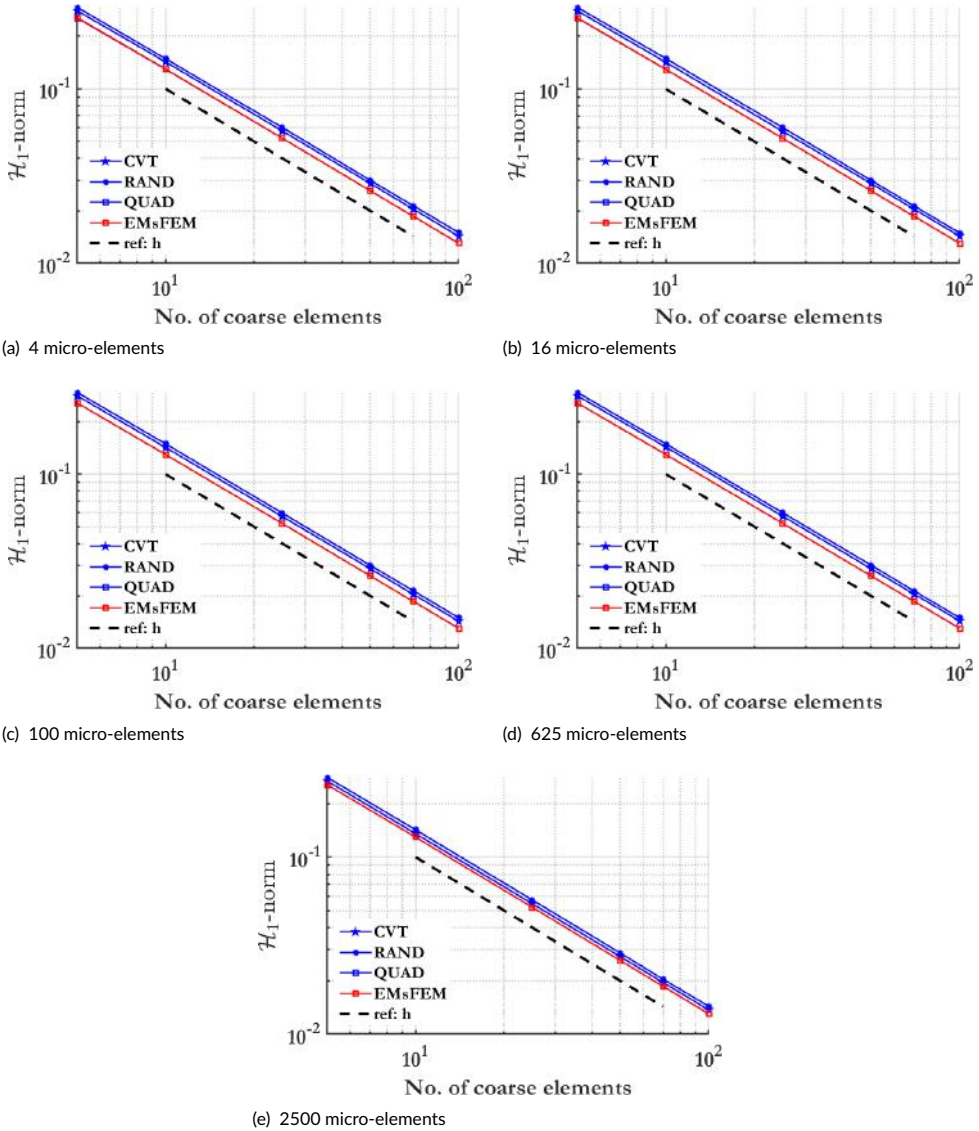 10^-1
10^-2
ℋ₁-norm
CVT
RAND
QUAD
EMsFEM
ref: h
10^1
10^2
No. of coarse elements
(a) 4 micro-elements
10^-1
10^-2
ℋ₁-norm
CVT
RAND
QUAD
EMsFEM
ref: h
10^1
10^2
No. of coarse elements
(b) 16 micro-elements
10^-1
10^-2
ℋ₁-norm
CVT
RAND
QUAD
EMsFEM
ref: h
10^1
10^2
No. of coarse elements
(c) 100 micro-elements
10^-1
10^-2
ℋ₁-norm
CVT
RAND
QUAD
EMsFEM
ref: h
10^1
10^2
No. of coarse elements
(d) 625 micro-elements
10^-1
10^-2
ℋ₁-norm
CVT
RAND
QUAD
EMsFEM
ref: h
10^1
10^2
No. of coarse elements
(e) 2500 micro-elements